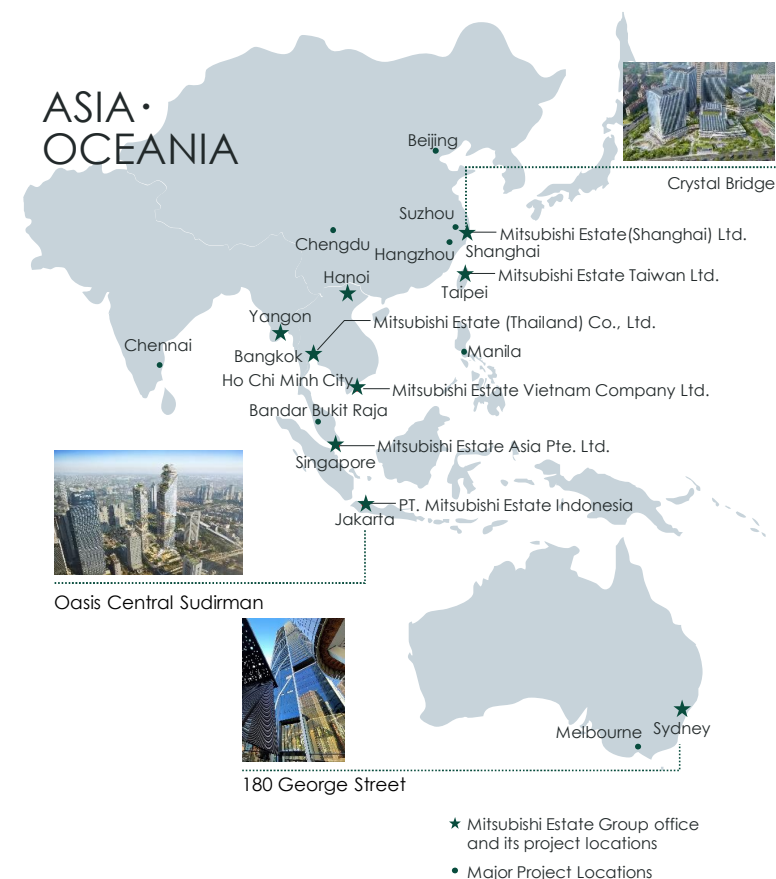 ASIA・
OCEANIA
Beijing
Crystal Bridge
Suzhou
Mitsubishi Estate(Shanghai) Ltd.
Chengdu
Hangzhou
Shanghai
Hanoi
Mitsubishi Estate Taiwan Ltd.
Taipei
Yangon
Mitsubishi Estate (Thailand) Co., Ltd.
Chennai
Bangkok
Manila
Ho Chi Minh City
Mitsubishi Estate Vietnam Company Ltd.
Bandar Bukit Raja
Mitsubishi Estate Asia Pte. Ltd.
Singapore
PT. Mitsubishi Estate Indonesia
Jakarta
Oasis Central Sudirman
Melbourne
Sydney
180 George Street
Mitsubishi Estate Group office
and its project locations
Major Project Locations